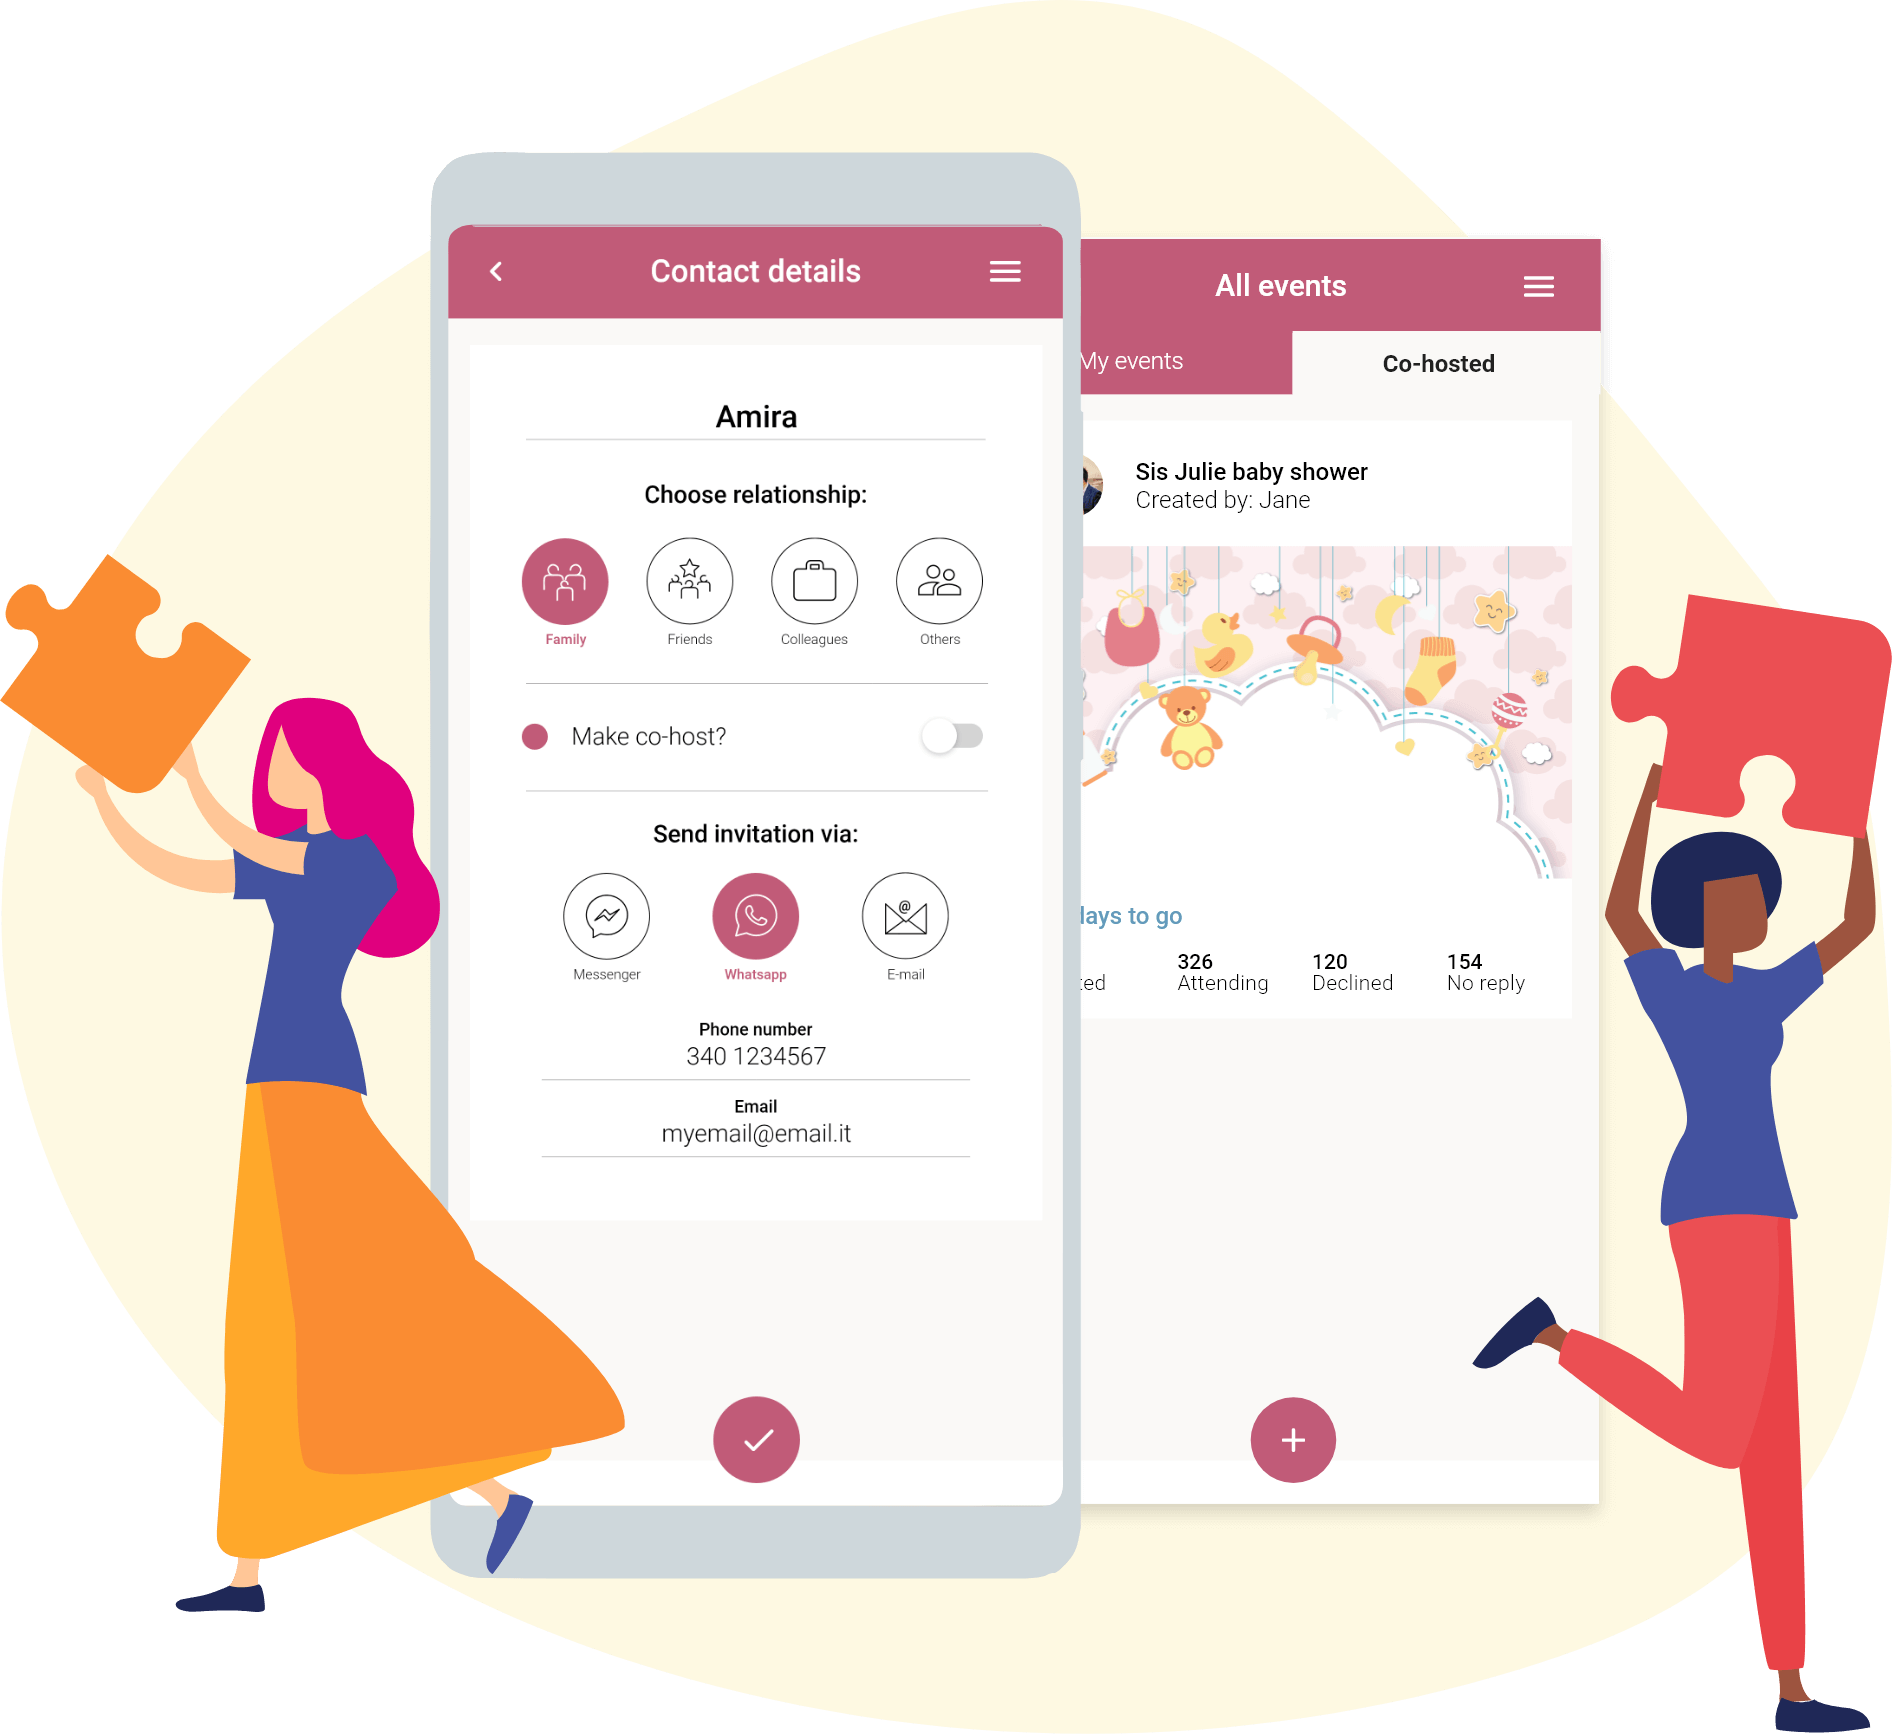 Contact details
Amira
Choose relationship:
Family
Friends
Colleagues
Others
Make co-host?
Send invitation via:
Messenger
Whatsapp
@
E-mail
Phone number
340 1234567
Email
myemail@email.it
All events
My events
Co-hosted
Sis Julie baby shower
Created by: Jane
to go
326
Attending
120
Declined
154
No reply